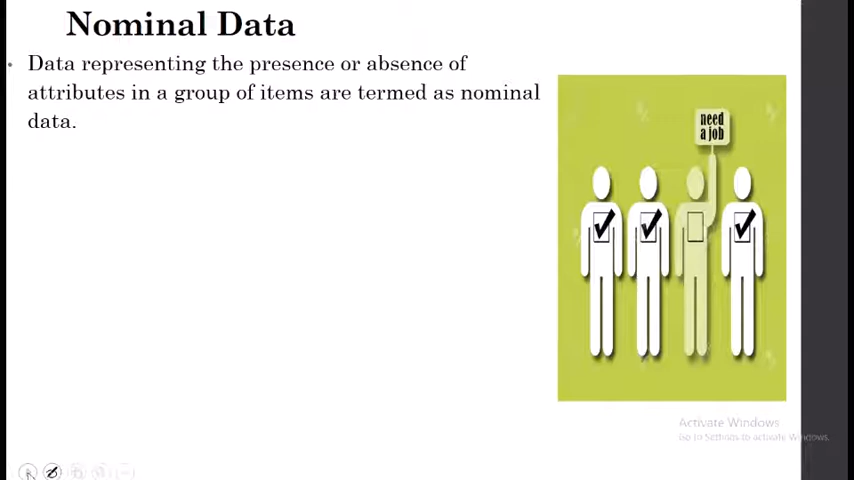 Nominal Data
• Data representing the presence or absence of
attributes in a group of items are termed as nominal
data.
need
a job
Activate Windows
Go to Settings to activate Windows.